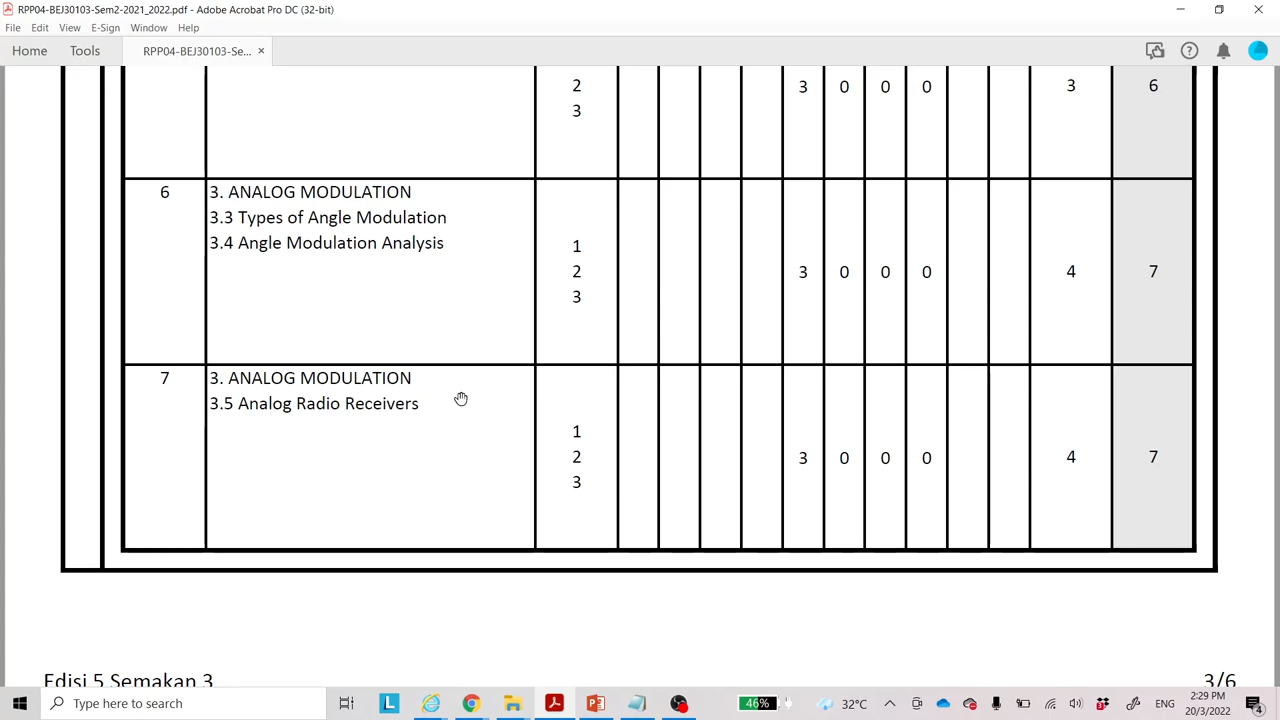 RPP04-BEJ30103-Sem2-2021_2022.pdf - Adobe Acrobat Pro DC (32-bit)
File Edit View E-Sign Window Help
Home Tools RPP04-BEJ30103-Se... ×
2
3
3 0 0 0 3 6
6
3. ANALOG MODULATION
3.3 Types of Angle Modulation
3.4 Angle Modulation Analysis
1
2
3
3 0 0 0 4 7
7
3. ANALOG MODULATION
3.5 Analog Radio Receivers
1
2
3
3 0 0 0 4 7
Edisi 5 Semakan 3 3/6
Type here to search
L
46%
32°C
ENG
2:29 PM
20/3/2022
4